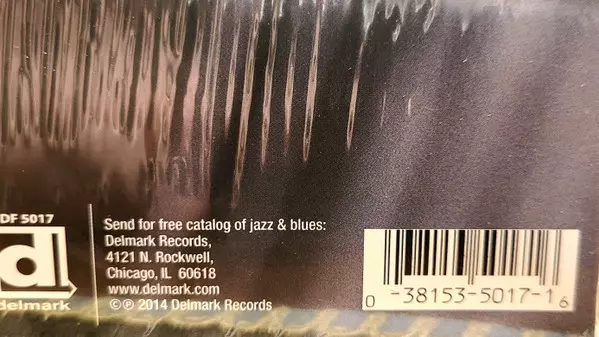 DF 5017
d
delmark
Send for free catalog of jazz & blues:
Delmark Records,
4121 N. Rockwell,
Chicago, IL 60618
www.delmark.com
©℗ 2014 Delmark Records
0 -38153-5017-1 6